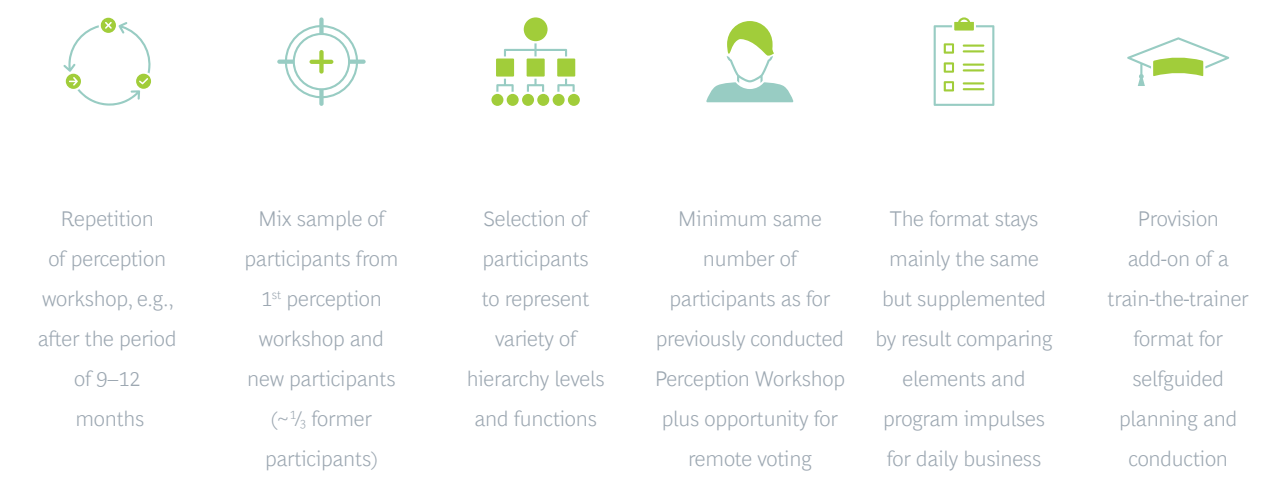 Repetition
of perception
workshop, e.g.,
after the period
of 9–12
months
Mix sample of
participants from
1st perception
workshop and
new participants
(~1/3 former
participants)
Selection of
participants
to represent
variety of
hierarchy levels
and functions
Minimum same
number of
participants as for
previously conducted
Perception Workshop
plus opportunity for
remote voting
The format stays
mainly the same
but supplemented
by result comparing
elements and
program impulses
for daily business
Provision
add-on of a
train-the-trainer
format for
selfguided
planning and
conduction